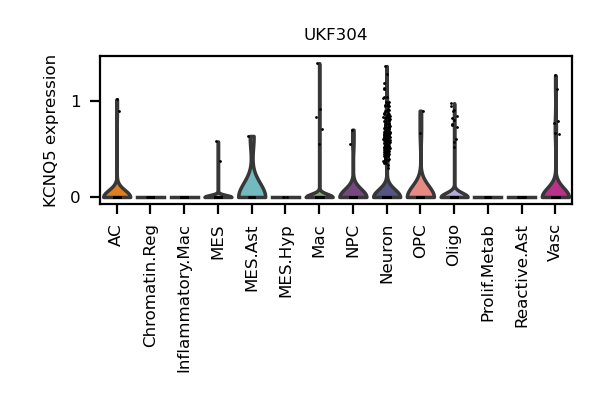 UKF304
KCNQ5 expression
1
0
AC
Chromatin.Reg
Inflammatory.Mac
MES
MES.Ast
MES.Hyp
Mac
NPC
Neuron
OPC
Oligo
Prolif.Metab
Reactive.Ast
Vasc